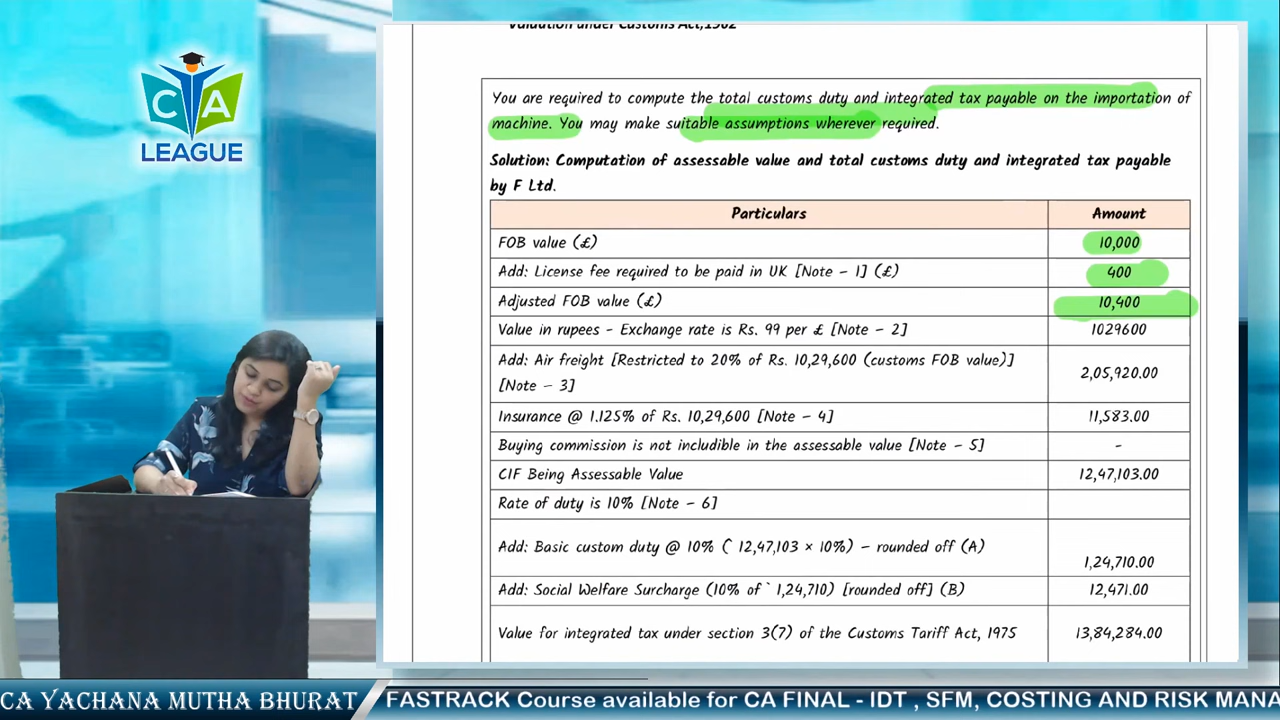 Valuation under Customs Act,1962
CA
LEAGUE
You are required to compute the total customs duty and integrated tax payable on the importation of
machine. You may make suitable assumptions wherever required.
Solution: Computation of assessable value and total customs duty and integrated tax payable
by F Ltd.
Particulars Amount
FOB value (£) 10,000
Add: License fee required to be paid in UK [Note - 1] (£) 400
Adjusted FOB value (£) 10,400
Value in rupees - Exchange rate is Rs. 99 per £ [Note - 2] 1029600
Add: Air freight [Restricted to 20% of Rs. 10,29,600 (customs FOB value)]
[Note - 3] 2,05,920.00
Insurance @ 1.125% of Rs. 10,29,600 [Note - 4] 11,583.00
Buying commission is not includible in the assessable value [Note - 5] -
CIF Being Assessable Value 12,47,103.00
Rate of duty is 10% [Note - 6]
Add: Basic custom duty @ 10% ( 12,47,103 × 10%) - rounded off (A) 1,24,710.00
Add: Social Welfare Surcharge (10% of ` 1,24,710) [rounded off] (B) 12,471.00
Value for integrated tax under section 3(7) of the Customs Tariff Act, 1975 13,84,284.00
CA YACHANA MUTHA BHURAT
FASTRACK Course available for CA FINAL - IDT , SFM, COSTING AND RISK MANA